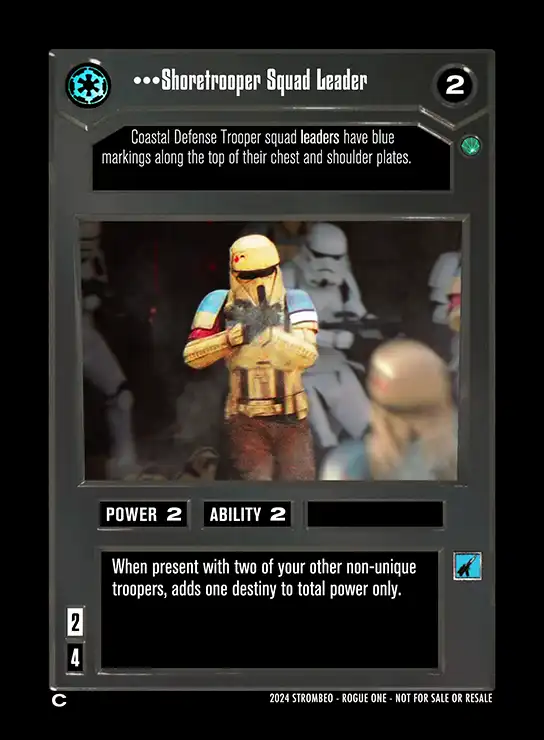 •••Shoretrooper Squad Leader
2
Coastal Defense Trooper squad leaders have blue
markings along the top of their chest and shoulder plates.
POWER 2
ABILITY 2
When present with two of your other non-unique
troopers, adds one destiny to total power only.
2
4
C
2024 STROMBEO - ROGUE ONE - NOT FOR SALE OR RESALE